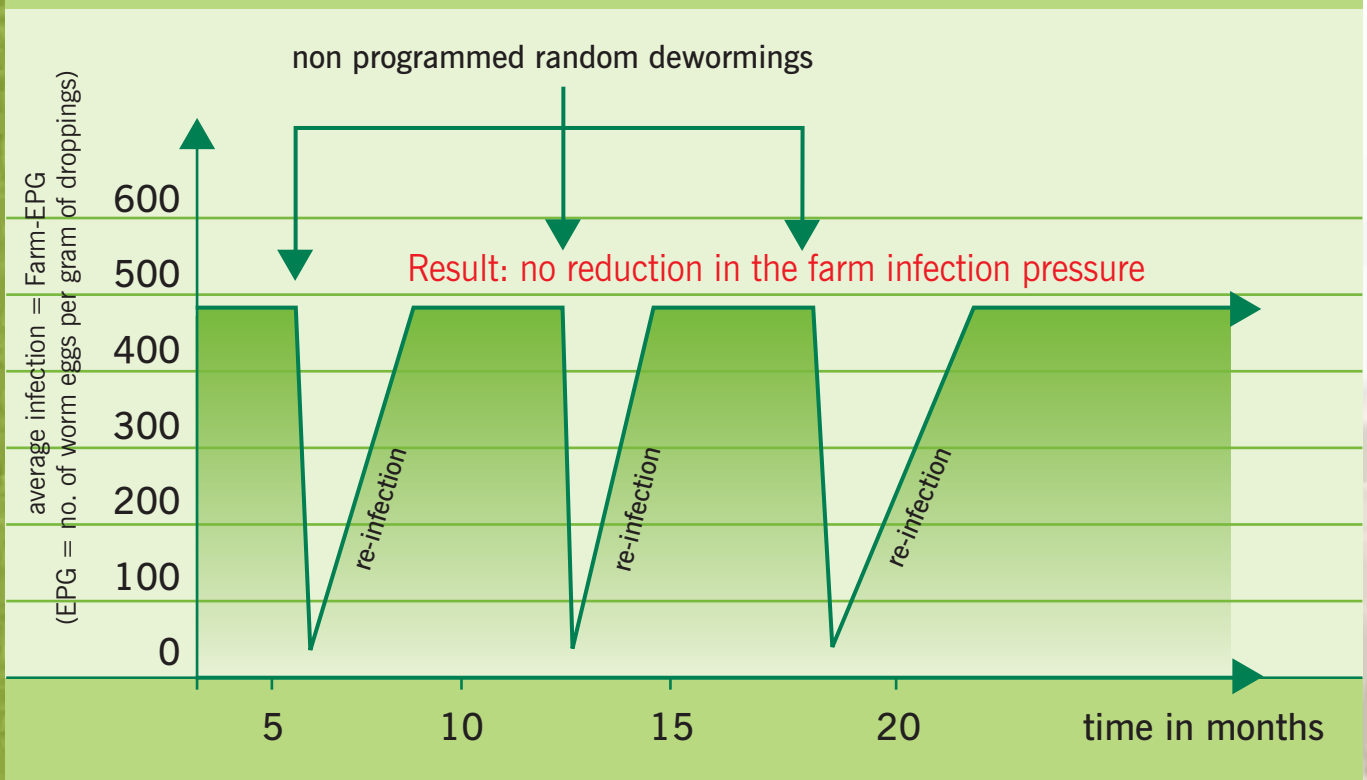 non programmed random dewormings
average infection = Farm-EPG
(EPG = no. of worm eggs per gram of droppings)
600
500
400
300
200
100
0
Result: no reduction in the farm infection pressure
re-infection
re-infection
re-infection
5
10
15
20
time in months